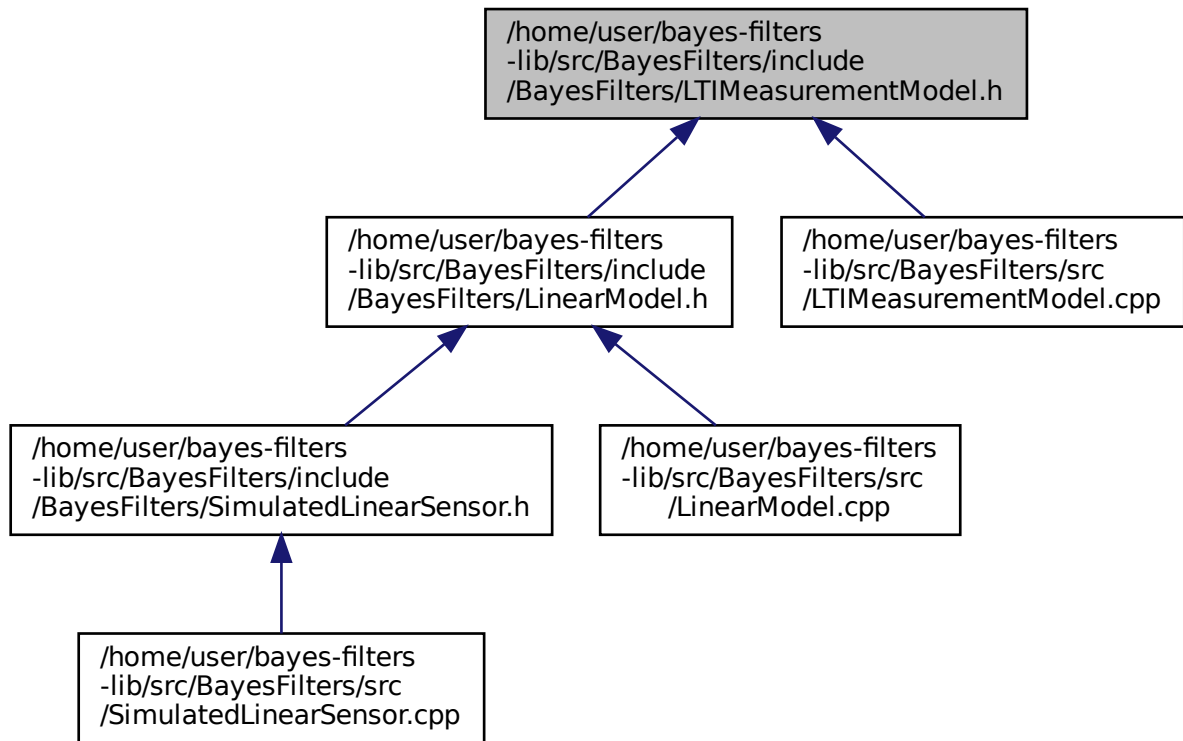 /home/user/bayes-filters
-lib/src/BayesFilters/include
/BayesFilters/LTIMeasurementModel.h
/home/user/bayes-filters
-lib/src/BayesFilters/include
/BayesFilters/LinearModel.h
/home/user/bayes-filters
-lib/src/BayesFilters/src
/LTIMeasurementModel.cpp
/home/user/bayes-filters
-lib/src/BayesFilters/include
/BayesFilters/SimulatedLinearSensor.h
/home/user/bayes-filters
-lib/src/BayesFilters/src
/LinearModel.cpp
/home/user/bayes-filters
-lib/src/BayesFilters/src
/SimulatedLinearSensor.cpp